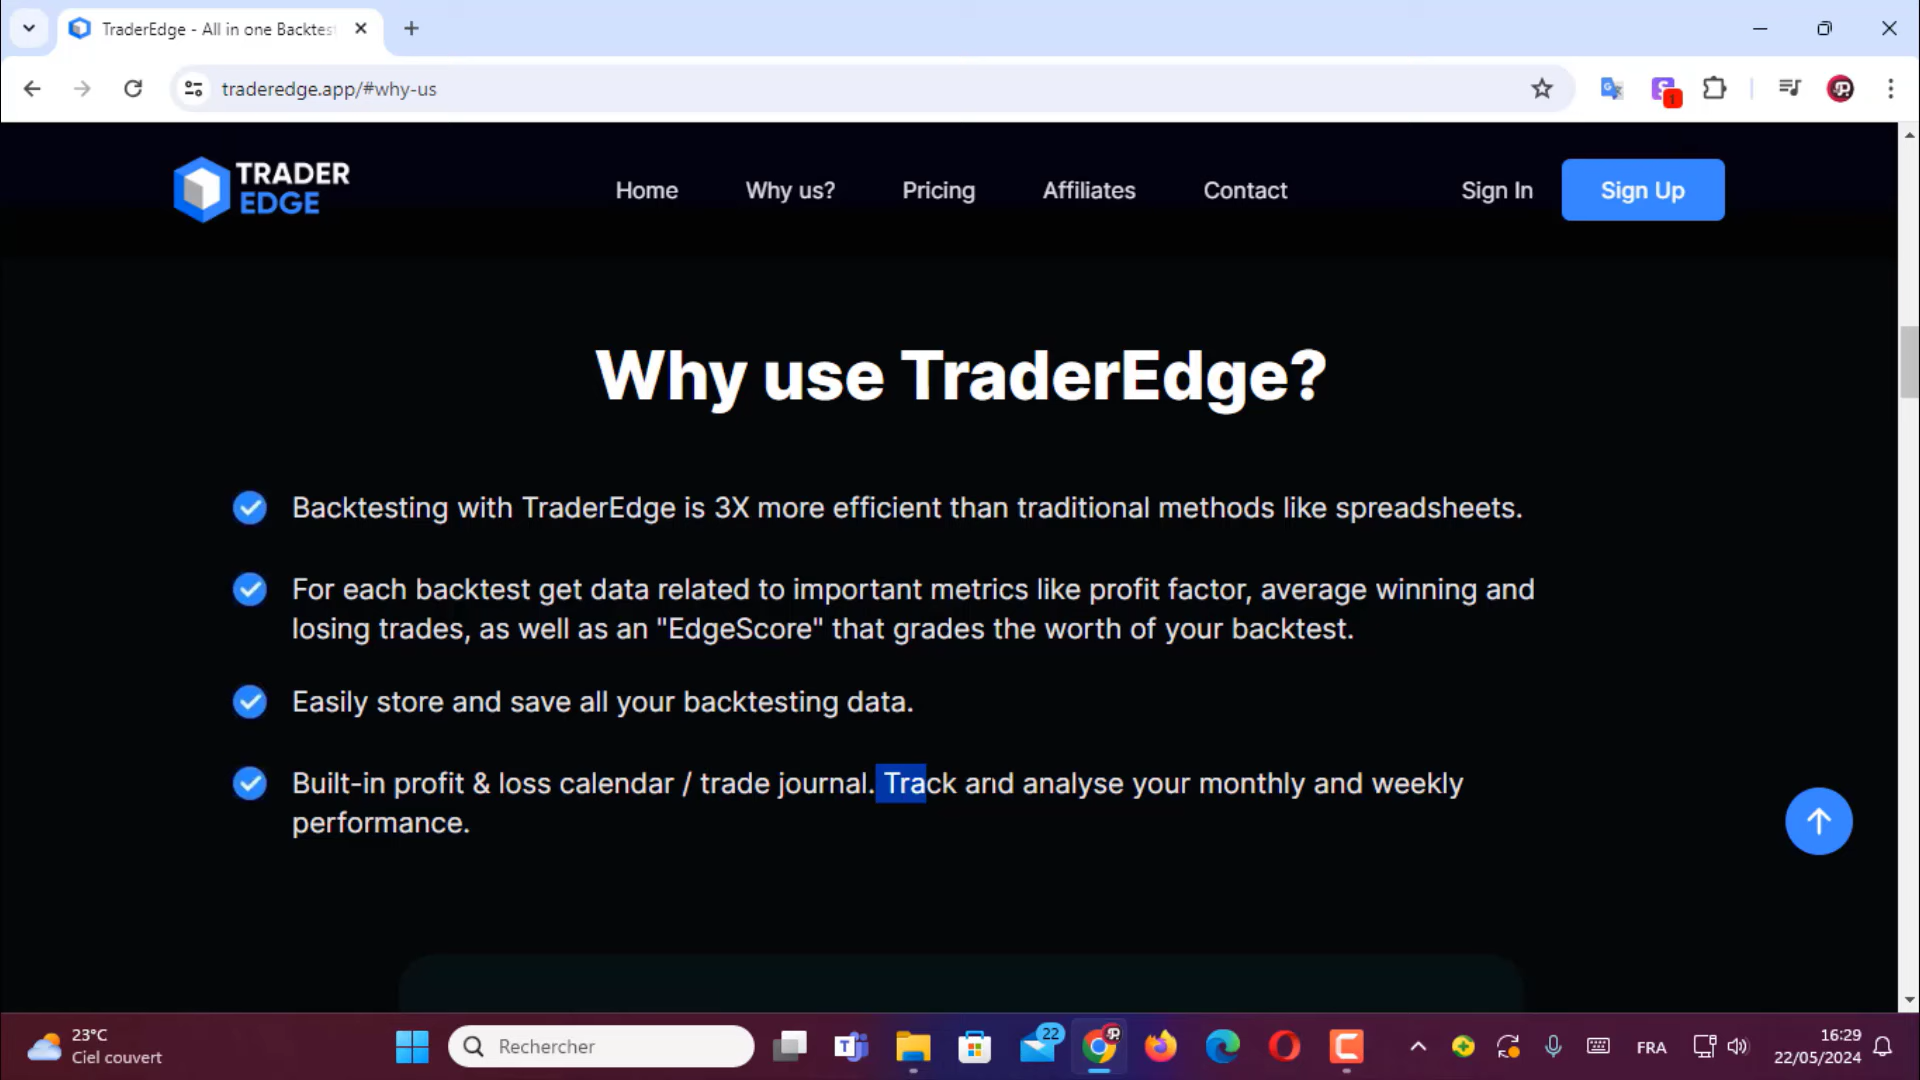 TraderEdge - All in one Backtest
traderedge.app/#why-us
1
TRADER
EDGE
Home
Why us?
Pricing
Affiliates
Contact
Sign In
Sign Up
Why use TraderEdge?
Backtesting with TraderEdge is 3X more efficient than traditional methods like spreadsheets.
For each backtest get data related to important metrics like profit factor, average winning and
losing trades, as well as an "EdgeScore" that grades the worth of your backtest.
Easily store and save all your backtesting data.
Built-in profit & loss calendar / trade journal. Track and analyse your monthly and weekly
performance.
23°C
Ciel couvert
Rechercher
22
FRA
16:29
22/05/2024